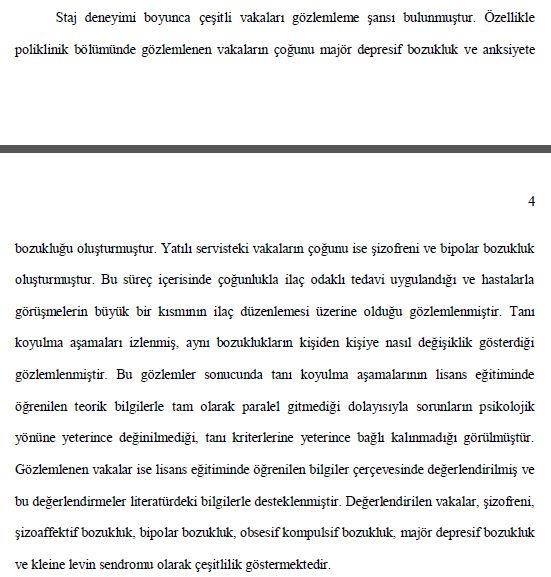 Staj deneyimi boyunca çeşitli vakaları gözlemleme şansı bulunmuştur. Özellikle
poliklinik bölümünde gözlemlenen vakaların çoğunu majör depresif bozukluk ve anksiyete
4
bozukluğu oluşturmuştur. Yatılı servisteki vakaların çoğunu ise şizofreni ve bipolar bozukluk
oluşturmuştur. Bu süreç içerisinde çoğunlukla ilaç odaklı tedavi uygulandığı ve hastalarla
görüşmelerin büyük bir kısmının ilaç düzenlemesi üzerine olduğu gözlemlenmiştir. Tanı
koyulma aşamaları izlenmiş, aynı bozuklukların kişiden kişiye nasıl değişiklik gösterdiği
gözlemlenmiştir. Bu gözlemler sonucunda tanı koyulma aşamalarının lisans eğitiminde
öğrenilen teorik bilgilerle tam olarak paralel gitmediği dolayısıyla sorunların psikolojik
yönüne yeterince değinilmediği, tanı kriterlerine yeterince bağlı kalınmadığı görülmüştür.
Gözlemlenen vakalar ise lisans eğitiminde öğrenilen bilgiler çerçevesinde değerlendirilmiş ve
bu değerlendirmeler literatürdeki bilgilerle desteklenmiştir. Değerlendirilen vakalar, şizofreni,
şizoaffektif bozukluk, bipolar bozukluk, obsesif kompulsif bozukluk, majör depresif bozukluk
ve kleine levin sendromu olarak çeşitlilik göstermektedir.